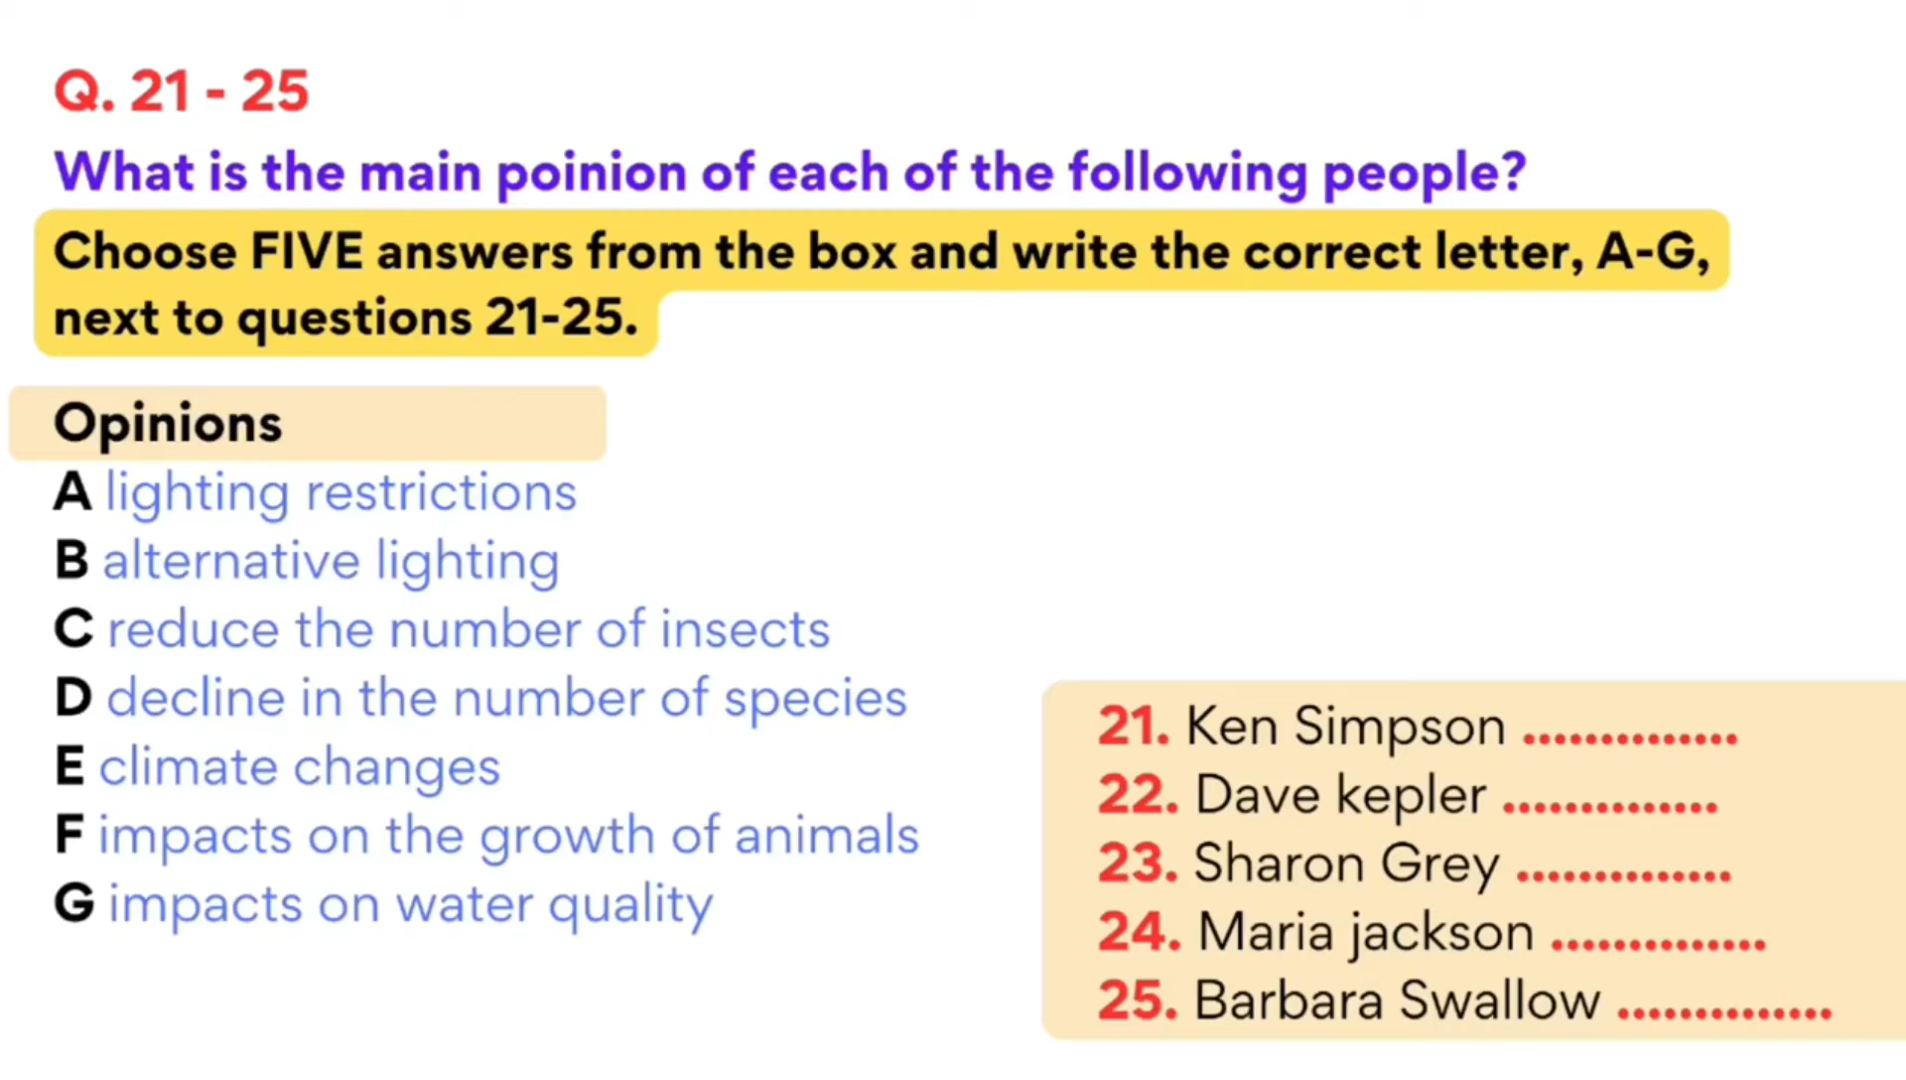 Q. 21 - 25
What is the main poinion of each of the following people?
Choose FIVE answers from the box and write the correct letter, A-G,
next to questions 21-25.
Opinions
A lighting restrictions
B alternative lighting
C reduce the number of insects
D decline in the number of species
E climate changes
F impacts on the growth of animals
G impacts on water quality
21. Ken Simpson ..............
22. Dave kepler ..............
23. Sharon Grey ..............
24. Maria jackson ..............
25. Barbara Swallow ..............